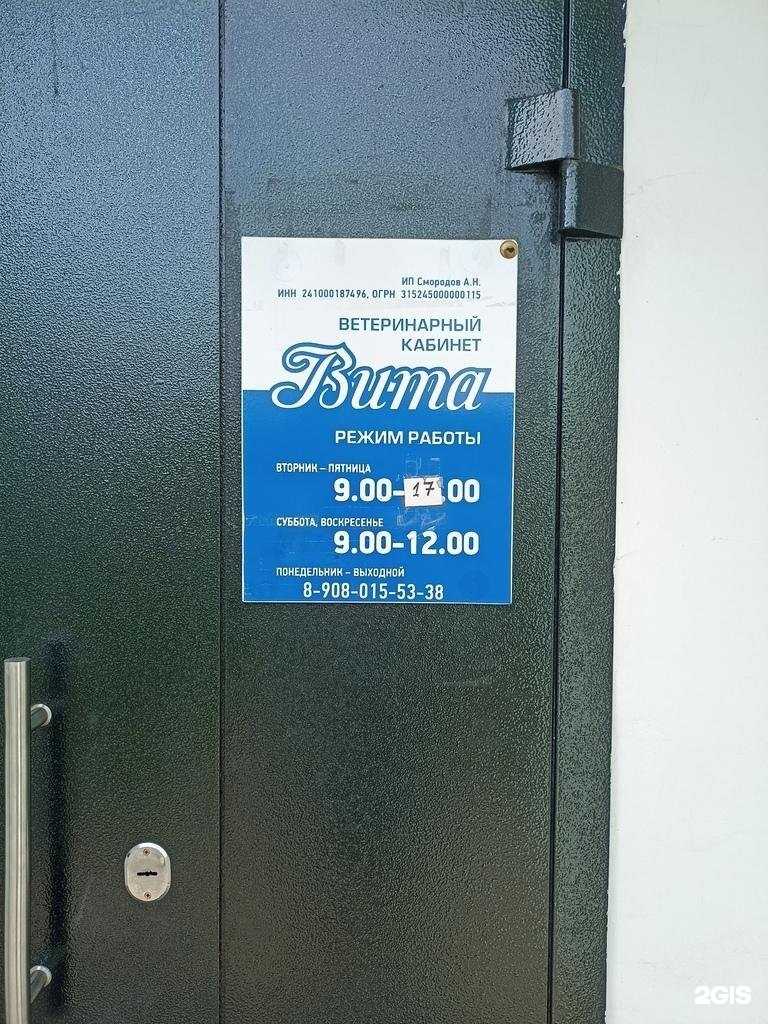 ИП Смородов А.Н.
ИНН 241000187496, ОГРН 315245000000115
ВЕТЕРИНАРНЫЙ
КАБИНЕТ
Вита
РЕЖИМ РАБОТЫ
ВТОРНИК – ПЯТНИЦА
9.00-17.00
СУББОТА, ВОСКРЕСЕНЬЕ
9.00-12.00
ПОНЕДЕЛЬНИК – ВЫХОДНОЙ
8-908-015-53-38
2GIS